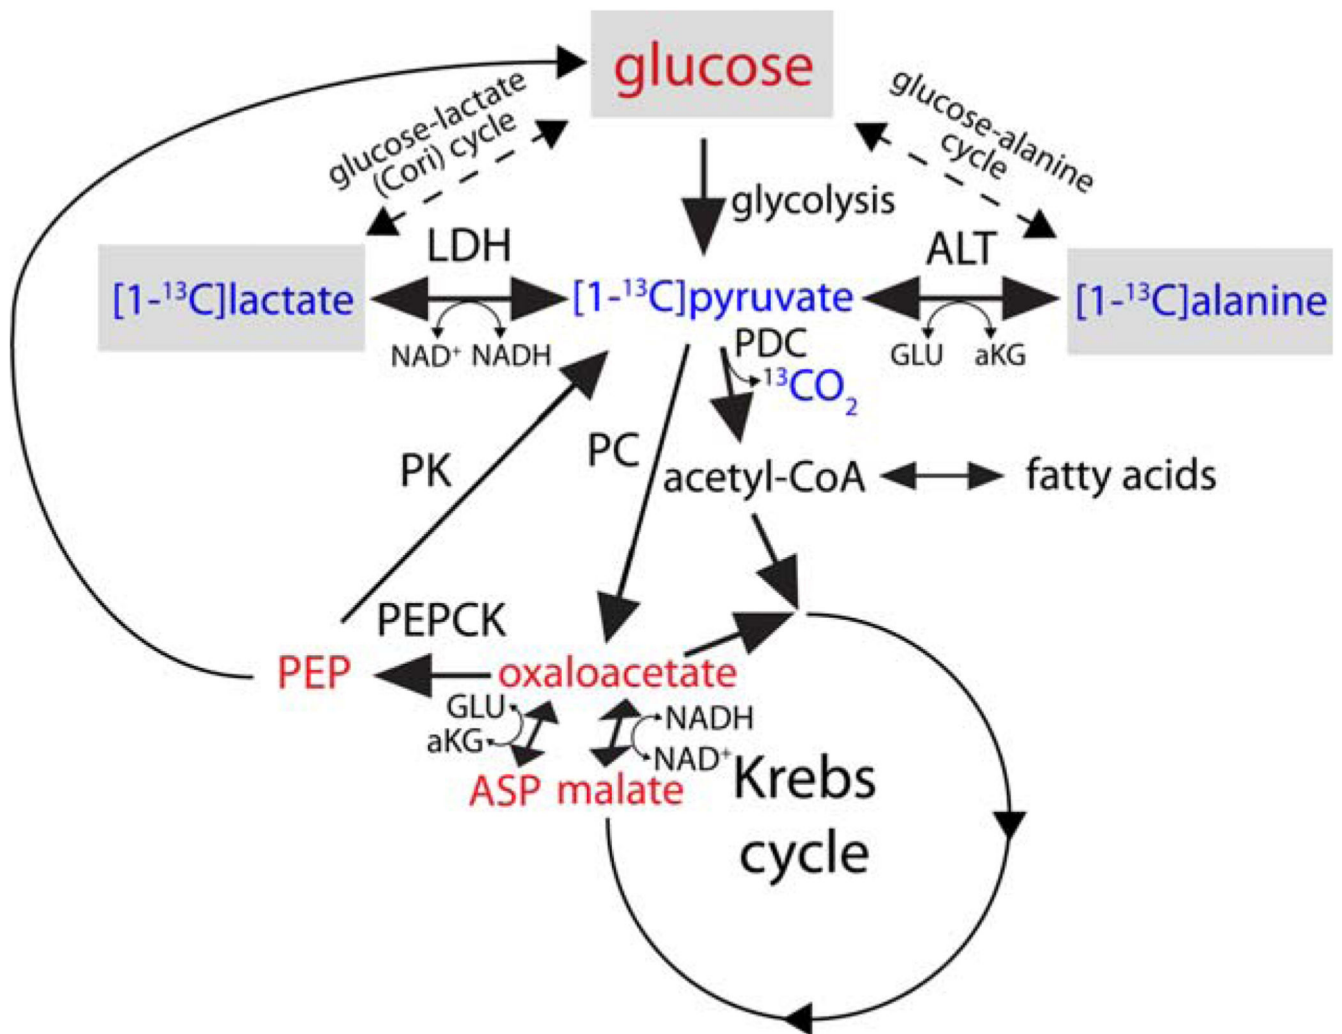 glucose
glucose-lactate
(Cori) cycle
glucose-alanine
cycle
glycolysis
LDH
ALT
[1-¹³C]lactate
[1-¹³C]pyruvate
[1-¹³C]alanine
NAD⁺ NADH
PDC
GLU aKG
¹³CO₂
PK
PC
acetyl-CoA
fatty acids
PEPCK
PEP
oxaloacetate
GLU
aKG
NADH
NAD⁺
ASP malate
Krebs
cycle